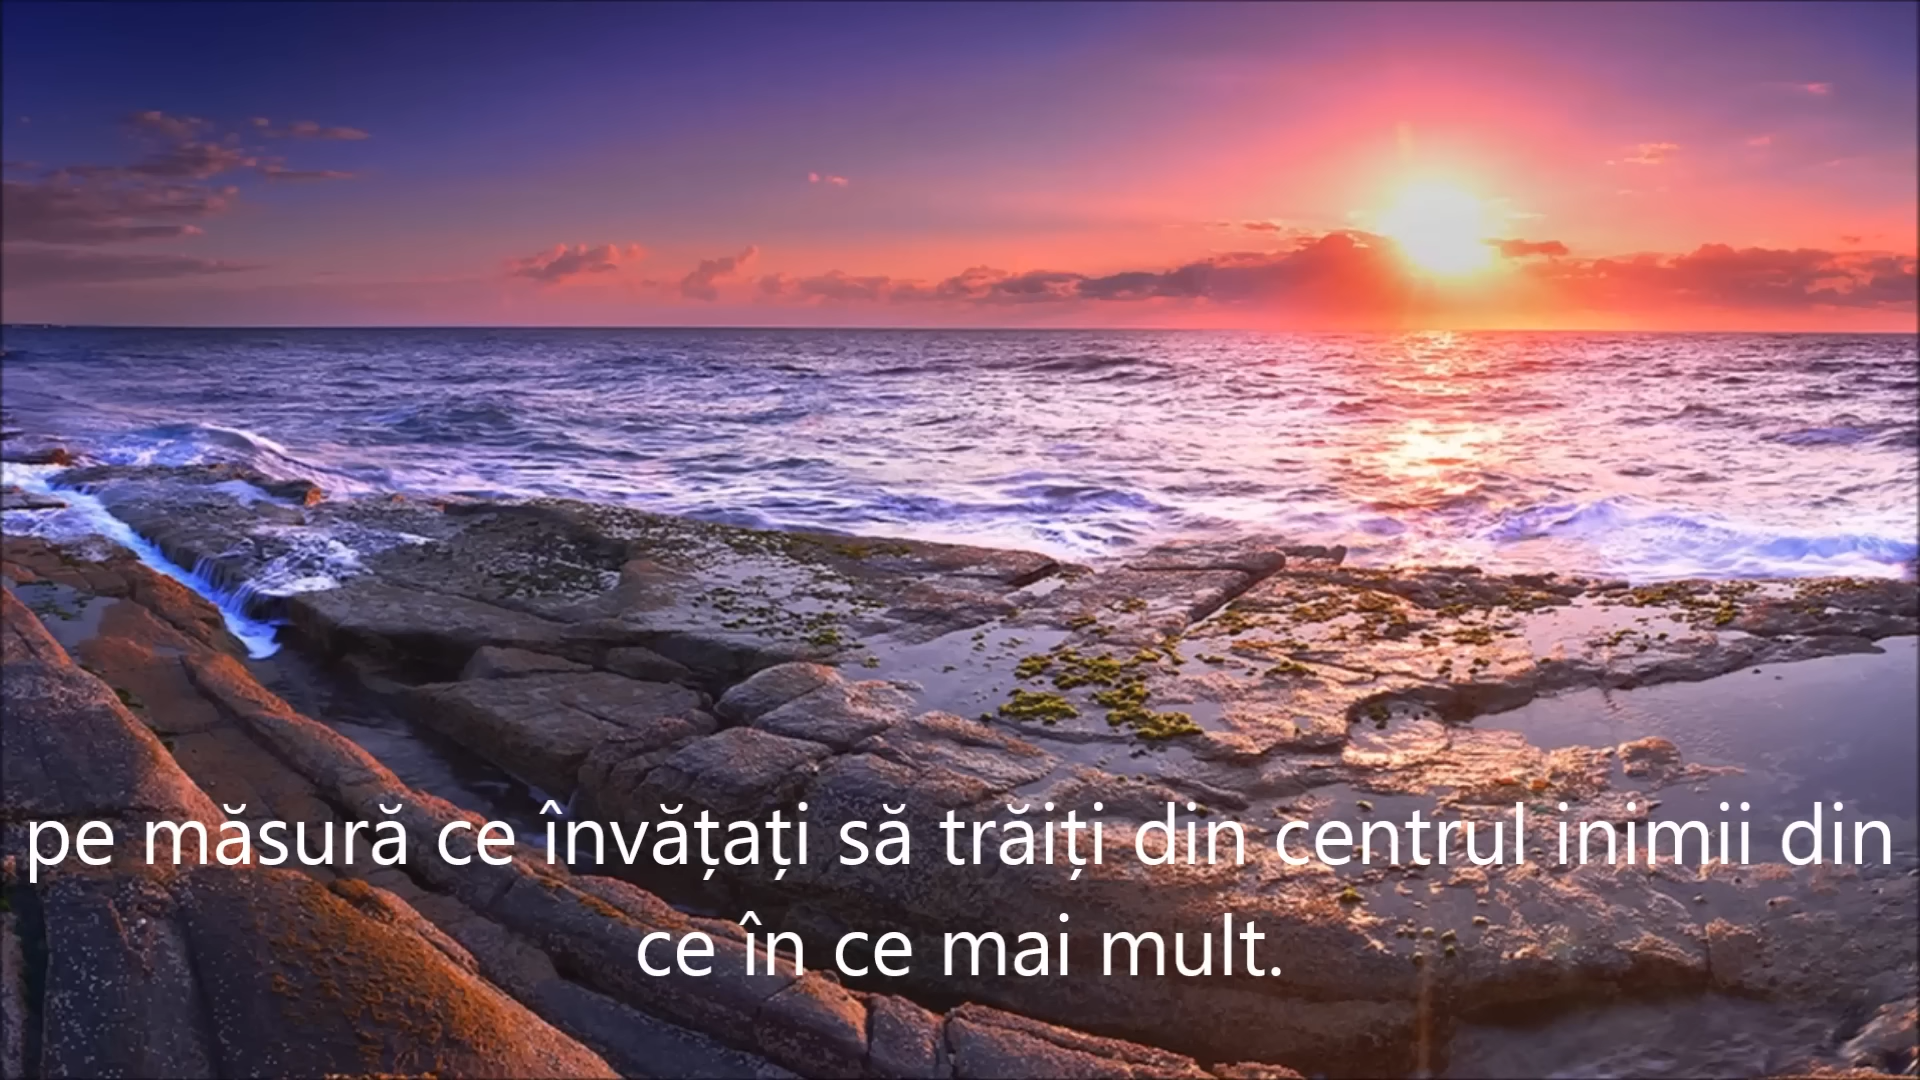 pe măsură ce învățați să trăiți din centrul inimii din
ce în ce mai mult.